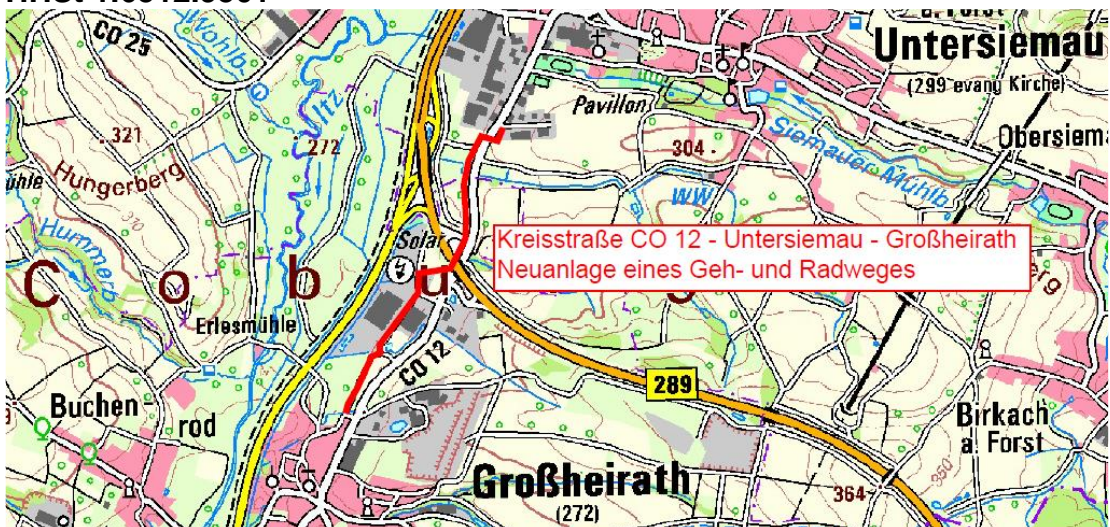 CO 25
Wohlb
Itz
Untersiemau
(299 evang Kirche)
Pavillon
Obersiem
321
272
304
Siemauer Mühlb
Hungerberg
WW
Hummerb
Solar
Kreisstraße CO 12 - Untersiemau - Großheirath
Neuanlage eines Geh- und Radweges
C o b u
Erlesmühle
CO 12
289
Buchen-
rod
Birkach
a. Forst
Großheirath
(272)
364
350